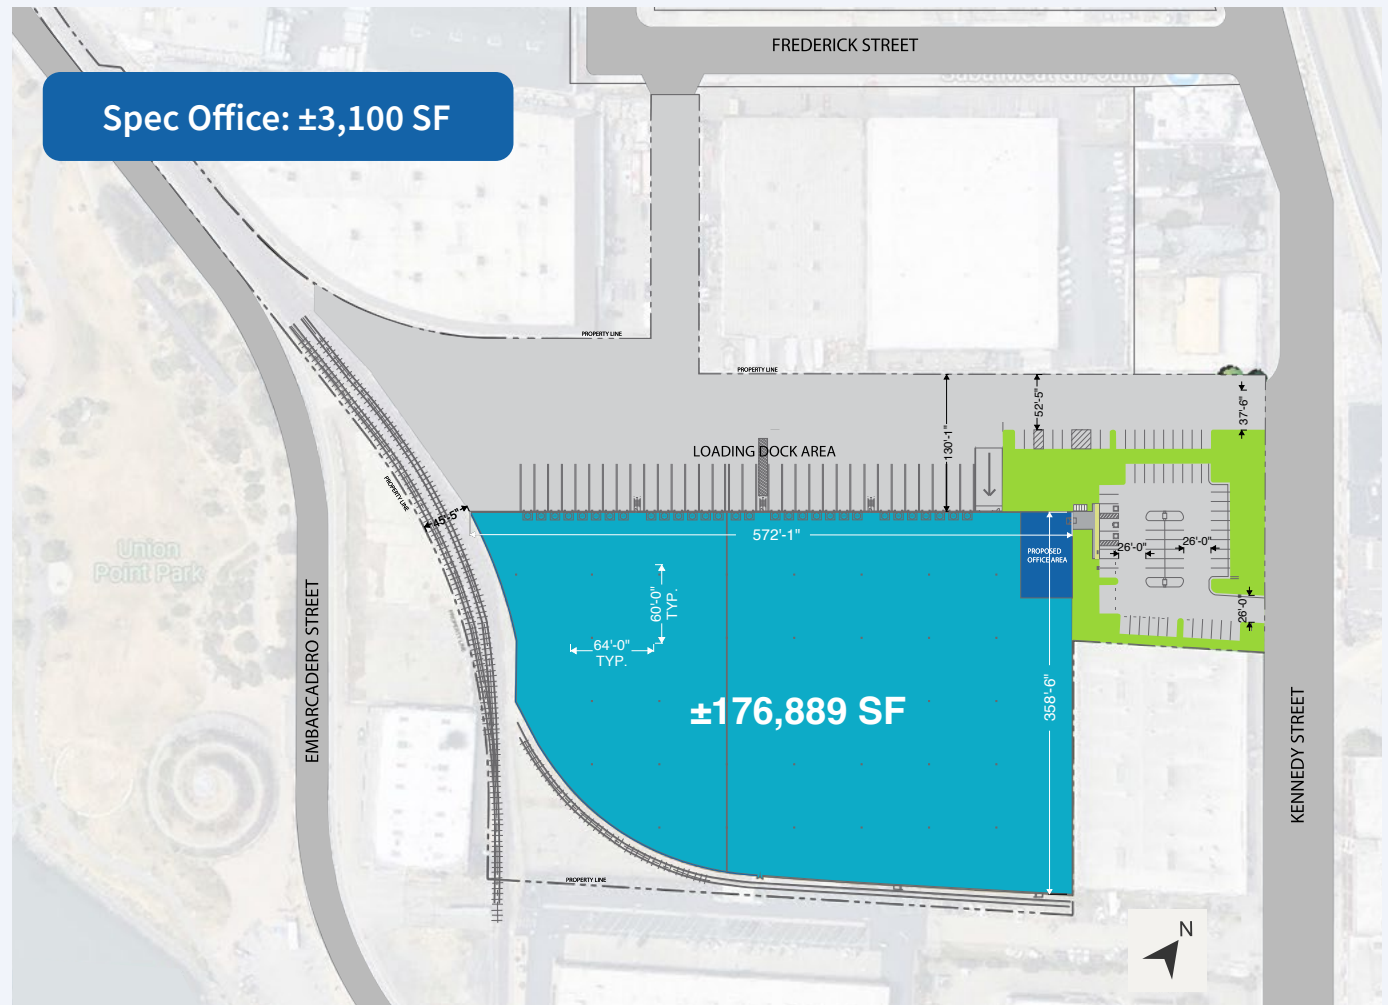 FREDERICK STREET
Spec Office: ±3,100 SF
PROPERTY LINE
PROPERTY LINE
52'-5"
37'-6"
130'-1"
LOADING DOCK AREA
PROPERTY LINE
45'-5"
572'-1"
PROPOSED
OFFICE AREA
26'-0"
26'-0"
Union
Point Park
60'-0"
TYP.
26'-0"
64'-0"
TYP.
EMBARCADERO STREET
±176,889 SF
358'-6"
KENNEDY STREET
PROPERTY LINE
N